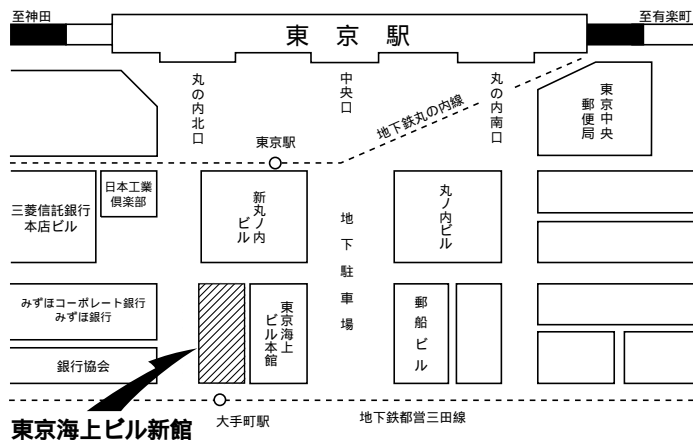 至神田
至有楽町
東京駅
丸の内北口
中央口
丸の内南口
東京中央
郵便局
地下鉄丸の内線
東京駅
日本工業
倶楽部
三菱信託銀行
本店ビル
新丸ノ内
ビル
地下駐車場
丸ノ内ビル
みずほコーポレート銀行
みずほ銀行
東京海上
ビル本館
郵船ビル
銀行協会
大手町駅
地下鉄都営三田線
東京海上ビル新館